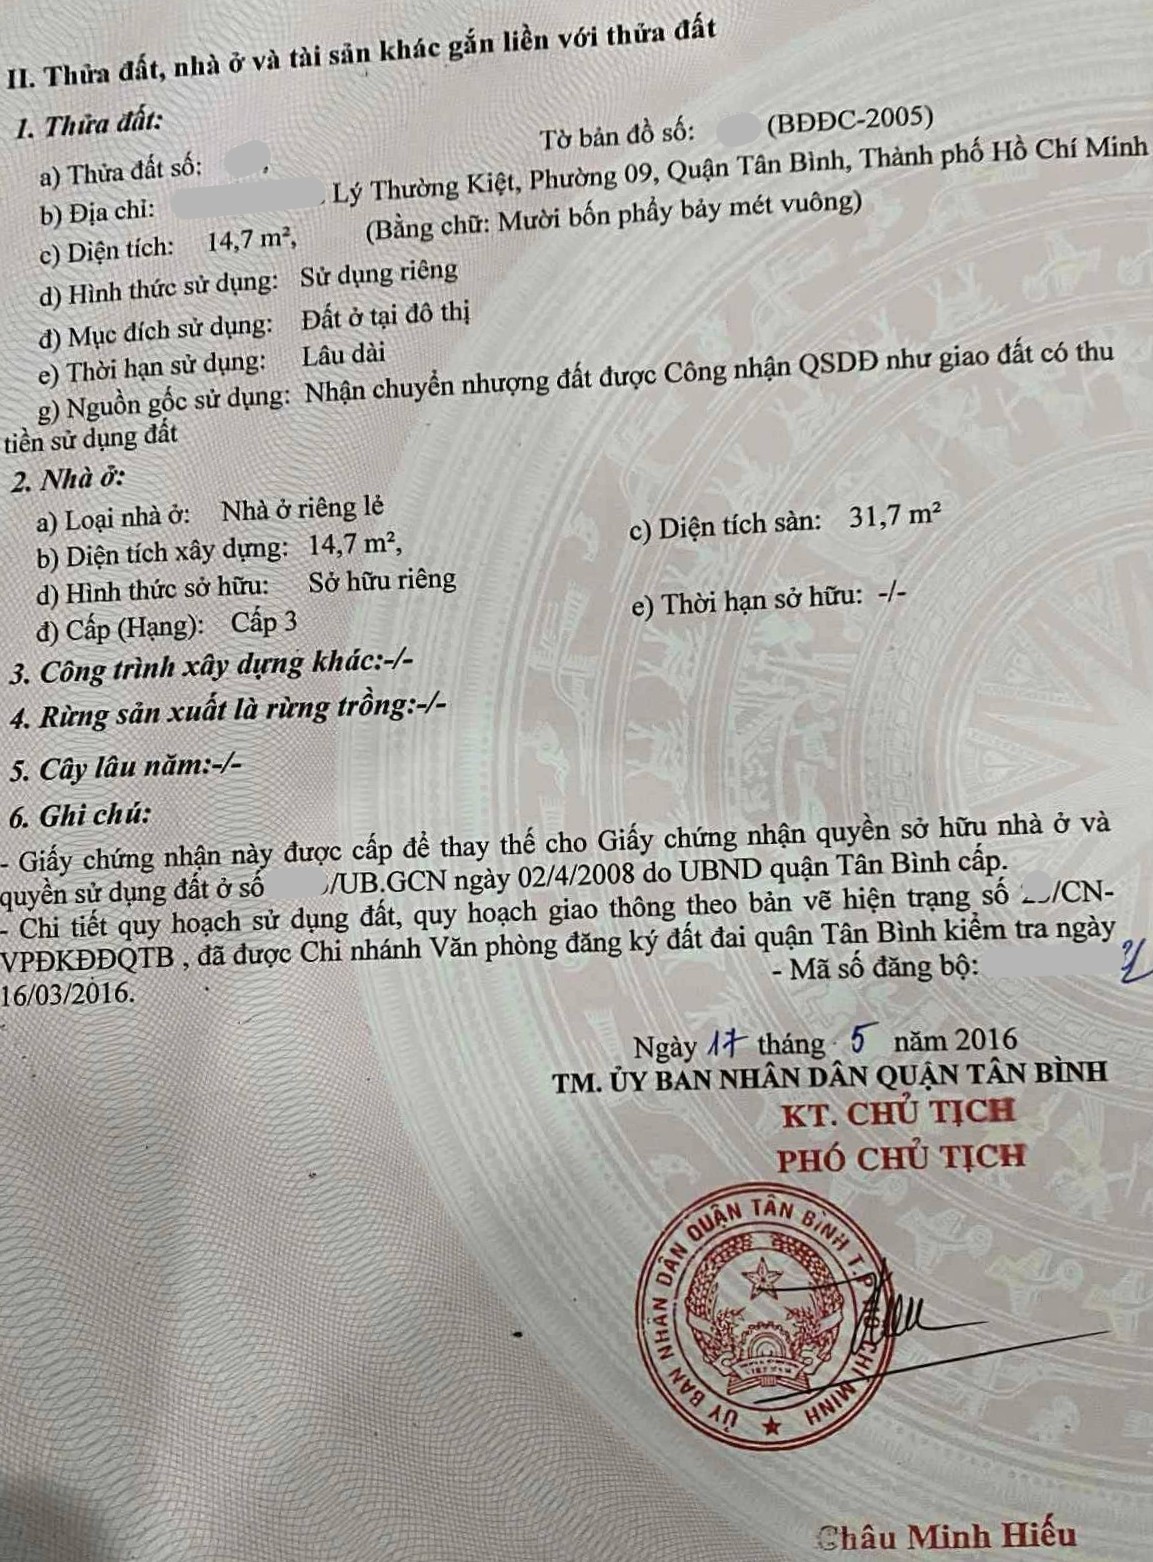 II. Thửa đất, nhà ở và tài sản khác gắn liền với thửa đất
1. Thửa đất:
a) Thửa đất số: , Tờ bản đồ số: (BĐĐC-2005)
b) Địa chỉ: , Lý Thường Kiệt, Phường 09, Quận Tân Bình, Thành phố Hồ Chí Minh
c) Diện tích: 14,7 m², (Bằng chữ: Mười bốn phẩy bảy mét vuông)
d) Hình thức sử dụng: Sử dụng riêng
đ) Mục đích sử dụng: Đất ở tại đô thị
e) Thời hạn sử dụng: Lâu dài
g) Nguồn gốc sử dụng: Nhận chuyển nhượng đất được Công nhận QSDĐ như giao đất có thu
tiền sử dụng đất
2. Nhà ở:
a) Loại nhà ở: Nhà ở riêng lẻ
b) Diện tích xây dựng: 14,7 m², c) Diện tích sàn: 31,7 m²
d) Hình thức sở hữu: Sở hữu riêng
đ) Cấp (Hạng): Cấp 3 e) Thời hạn sở hữu: -/-
3. Công trình xây dựng khác:-/-
4. Rừng sản xuất là rừng trồng:-/-
5. Cây lâu năm:-/-
6. Ghi chú:
- Giấy chứng nhận này được cấp để thay thế cho Giấy chứng nhận quyền sở hữu nhà ở và
quyền sử dụng đất ở số /UB.GCN ngày 02/4/2008 do UBND quận Tân Bình cấp.
- Chi tiết quy hoạch sử dụng đất, quy hoạch giao thông theo bản vẽ hiện trạng số /CN-
VPĐKĐĐQTB , đã được Chi nhánh Văn phòng đăng ký đất đai quận Tân Bình kiểm tra ngày
16/03/2016.
- Mã số đăng bộ:
Ngày 17 tháng 5 năm 2016
TM. ỦY BAN NHÂN DÂN QUẬN TÂN BÌNH
KT. CHỦ TỊCH
PHÓ CHỦ TỊCH
ỦY BAN NHÂN DÂN QUẬN TÂN BÌNH T.P HỒ CHÍ MINH
Châu Minh Hiếu